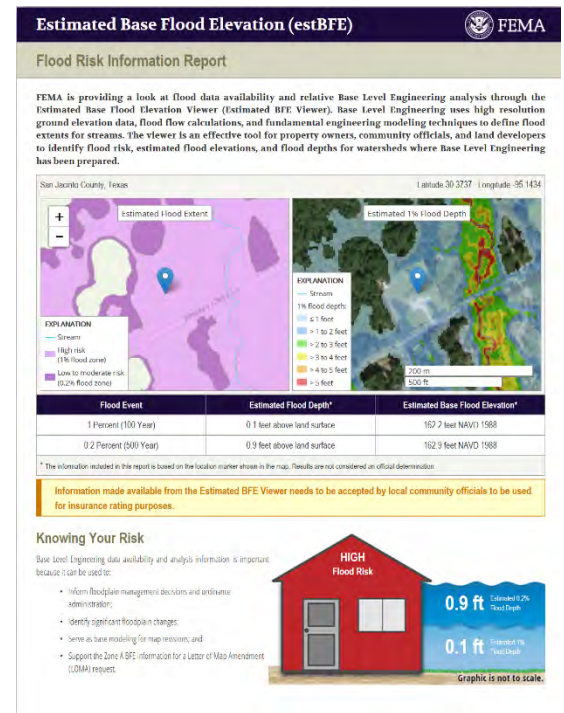 Estimated Base Flood Elevation (estBFE)
FEMA
Flood Risk Information Report
FEMA is providing a look at flood data availability and relative Base Level Engineering analysis through the
Estimated Base Flood Elevation Viewer (Estimated BFE Viewer). Base Level Engineering uses high resolution
ground elevation data, flood flow calculations, and fundamental engineering modeling techniques to define flood
extents for streams. The viewer is an effective tool for property owners, community officials, and land developers
to identify flood risk, estimated flood elevations, and flood depths for watersheds where Base Level Engineering
has been prepared.
San Jacinto County, Texas
Latitude 30.3737 Longitude -95.1434
+
−
Estimated Flood Extent
EXPLANATION
Stream
High risk
(1% flood zone)
Low to moderate risk
(0.2% flood zone)
Estimated 1% Flood Depth
EXPLANATION
Stream
1% flood depth:
≤ 1 feet
> 1 to 2 feet
> 2 to 3 feet
> 3 to 4 feet
> 4 to 5 feet
> 5 feet
200 m
500 ft
Flood Event Estimated Flood Depth* Estimated Base Flood Elevation*
1 Percent (100 Year) 0.1 feet above land surface 162.2 feet NAVD 1988
0.2 Percent (500 Year) 0.9 feet above land surface 162.9 feet NAVD 1988
* The information included in this report is based on the location marker shown in the map. Results are not considered an official determination.
Information made available from the Estimated BFE Viewer needs to be accepted by local community officials to be used
for insurance rating purposes.
Knowing Your Risk
Base Level Engineering data availability and analysis information is important
because it can be used to:
• Inform floodplain management decisions and ordinance
administration;
• Identify significant floodplain changes;
• Serve as base modeling for map revisions; and
• Support the Zone A BFE information for a Letter of Map Amendment
(LOMA) request.
HIGH
Flood Risk
0.9 ft Estimated 0.2%
Flood Depth
0.1 ft Estimated 1%
Flood Depth
Graphic is not to scale.